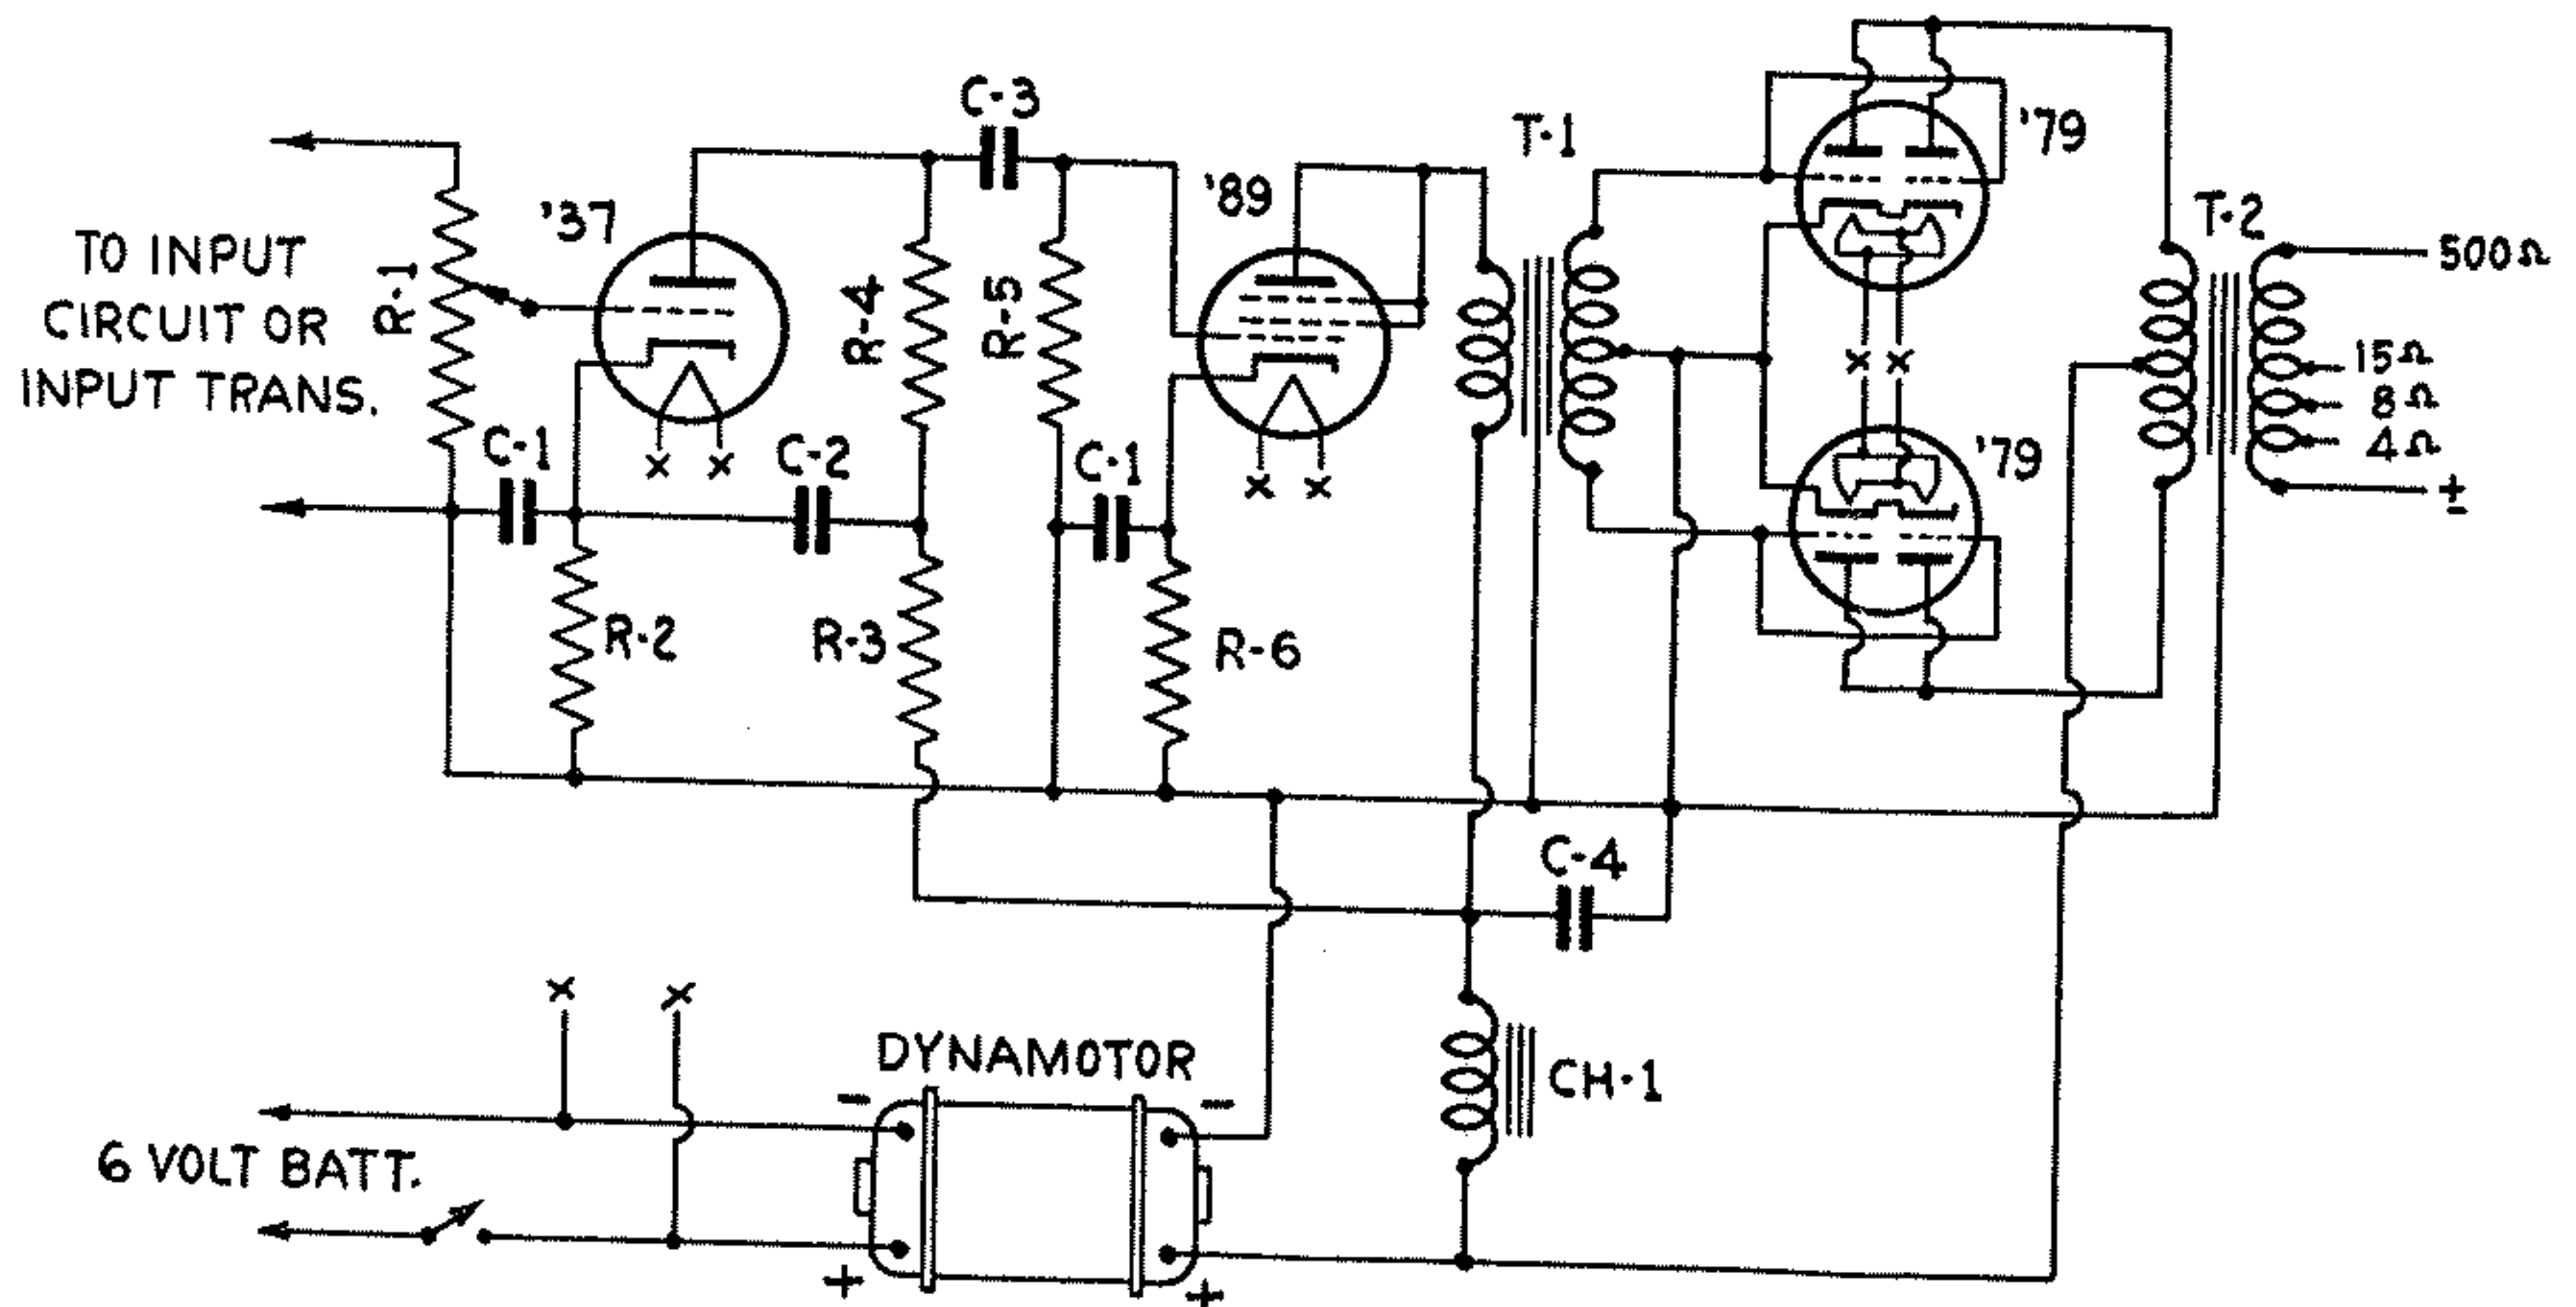 C-3
T-1
'79
'37
'89
T-2
TO INPUT
CIRCUIT OR
INPUT TRANS.
R-1
R-4
R-5
500Ω
15Ω
8Ω
4Ω
±
C-1
X X
C-2
C-1
X X
X X
'79
R-2
R-3
R-6
C-4
X X
DYNAMOTOR
- -
CH-1
6 VOLT BATT.
+ +